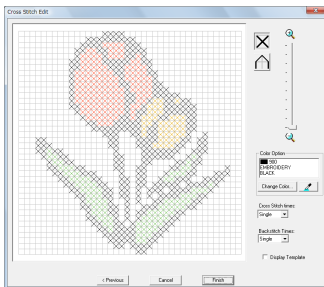 Cross Stitch Edit
Color Option
900
EMBROIDERY
BLACK
Change Color...
Cross Stitch times:
Single
Backstitch Times:
Single
Display Template
< Previous
Cancel
Finish